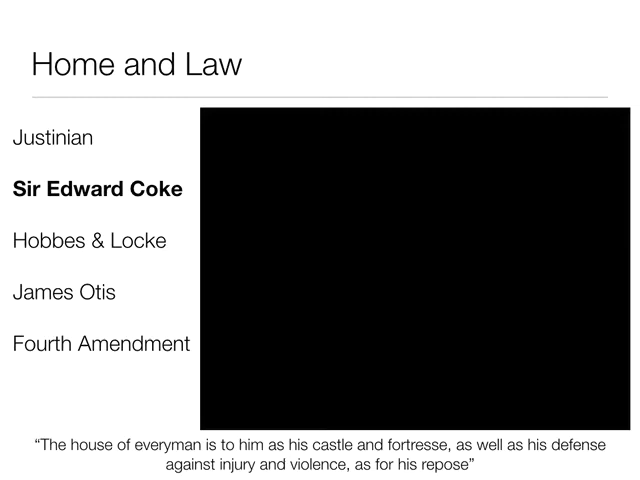 Home and Law
Justinian
Sir Edward Coke
Hobbes & Locke
James Otis
Fourth Amendment
“The house of everyman is to him as his castle and fortresse, as well as his defense
against injury and violence, as for his repose”